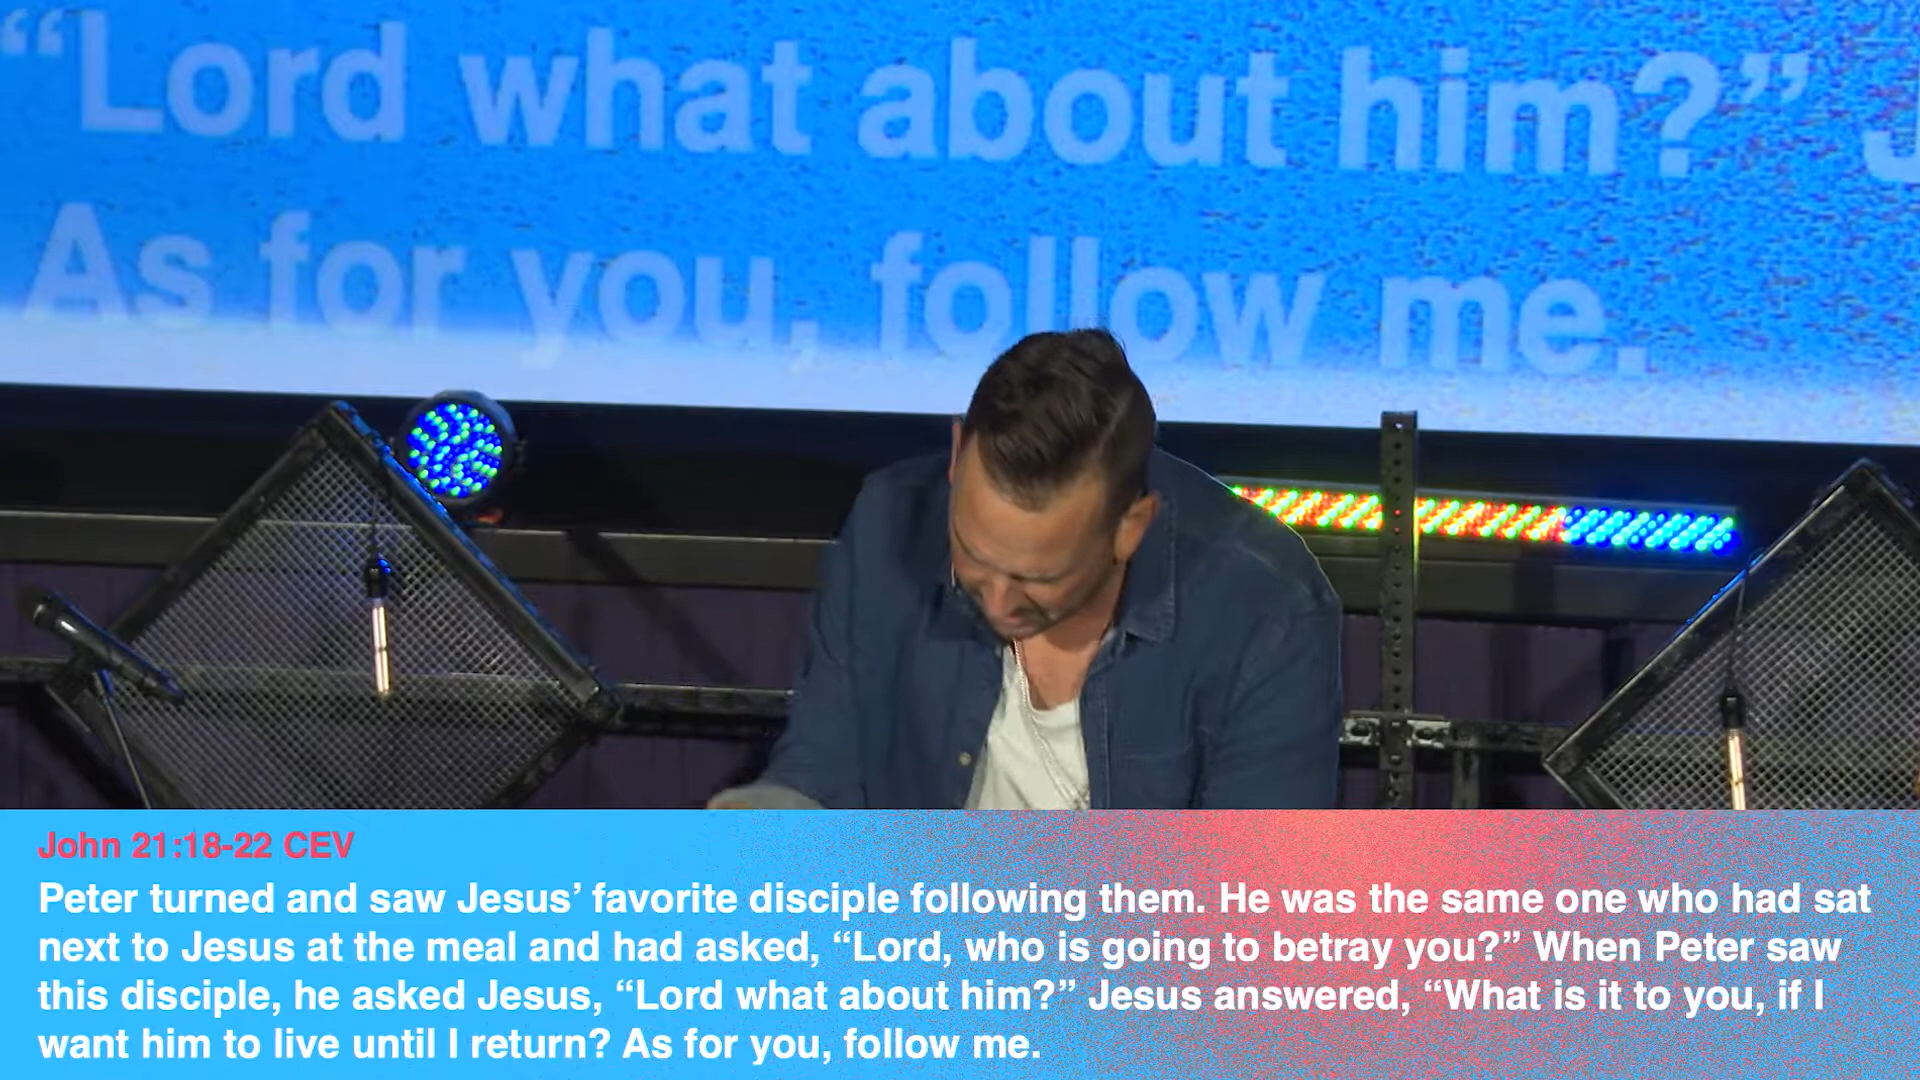 “Lord what about him?” J
As for you, follow me.
John 21:18-22 CEV
Peter turned and saw Jesus’ favorite disciple following them. He was the same one who had sat
next to Jesus at the meal and had asked, “Lord, who is going to betray you?” When Peter saw
this disciple, he asked Jesus, “Lord what about him?” Jesus answered, “What is it to you, if I
want him to live until I return? As for you, follow me.